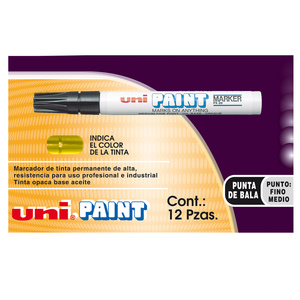 uni PAINT MARKER
MARKS ON ANYTHING
INDICA
EL COLOR
DE LA TINTA
Marcador de tinta permanente de alta,
resistencia para uso profesional e industrial
Tinta opaca base aceite
uni PAINT
Cont.:
12 Pzas.
PUNTA
DE BALA
PUNTO:
FINO
MEDIO